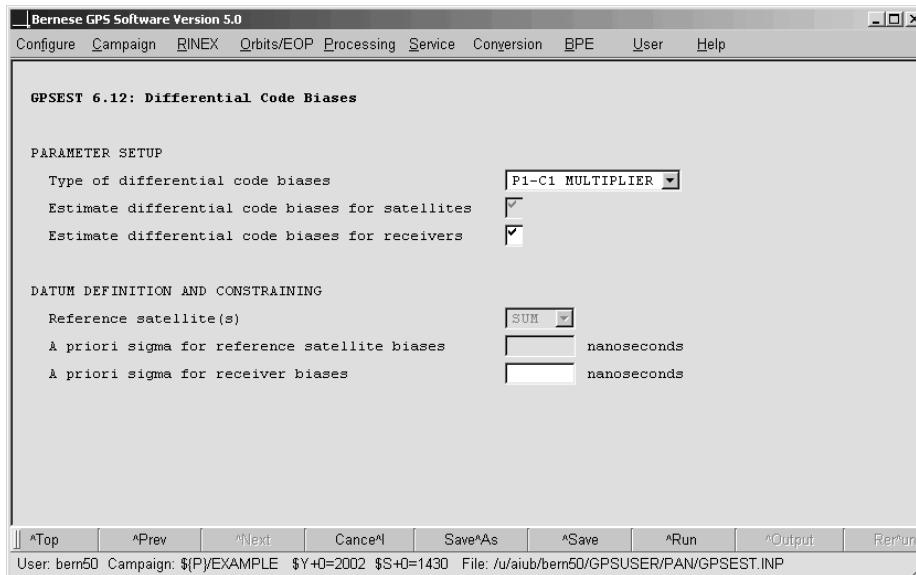 Bernese GPS Software Version 5.0
Configure Campaign RINEX Orbits/EOP Processing Service Conversion BPE User Help
GPSEST 6.12: Differential Code Biases
PARAMETER SETUP
Type of differential code biases P1-C1 MULTIPLIER
Estimate differential code biases for satellites
Estimate differential code biases for receivers
DATUM DEFINITION AND CONSTRAINING
Reference satellite(s) SUM
A priori sigma for reference satellite biases nanoseconds
A priori sigma for receiver biases nanoseconds
^Top ^Prev ^Next Cance^l Save^As ^Save ^Run ^Output Rer^un
User: bern50 Campaign: ${P}/EXAMPLE $Y+0=2002 $S+0=1430 File: /u/aiub/bern50/GPSUSER/PAN/GPSEST.INP